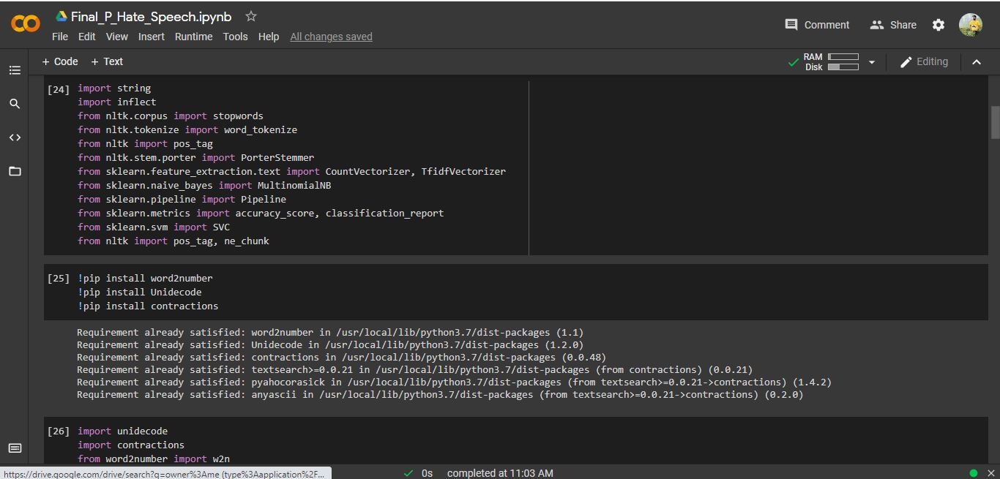 Final_P_Hate_Speech.ipynb
File Edit View Insert Runtime Tools Help All changes saved
Comment Share
+ Code + Text
RAM
Disk
Editing
[24] import string
import inflect
from nltk.corpus import stopwords
from nltk.tokenize import word_tokenize
from nltk import pos_tag
from nltk.stem.porter import PorterStemmer
from sklearn.feature_extraction.text import CountVectorizer, TfidfVectorizer
from sklearn.naive_bayes import MultinomialNB
from sklearn.pipeline import Pipeline
from sklearn.metrics import accuracy_score, classification_report
from sklearn.svm import SVC
from nltk import pos_tag, ne_chunk
[25] !pip install word2number
!pip install Unidecode
!pip install contractions
Requirement already satisfied: word2number in /usr/local/lib/python3.7/dist-packages (1.1)
Requirement already satisfied: Unidecode in /usr/local/lib/python3.7/dist-packages (1.2.0)
Requirement already satisfied: contractions in /usr/local/lib/python3.7/dist-packages (0.0.48)
Requirement already satisfied: textsearch>=0.0.21 in /usr/local/lib/python3.7/dist-packages (from contractions) (0.0.21)
Requirement already satisfied: pyahocorasick in /usr/local/lib/python3.7/dist-packages (from textsearch>=0.0.21->contractions) (1.4.2)
Requirement already satisfied: anyascii in /usr/local/lib/python3.7/dist-packages (from textsearch>=0.0.21->contractions) (0.2.0)
[26] import unidecode
import contractions
from word2number import w2n
https://drive.google.com/drive/search?q=owner%3Ame (type%3Aapplication%2F...
0s completed at 11:03 AM